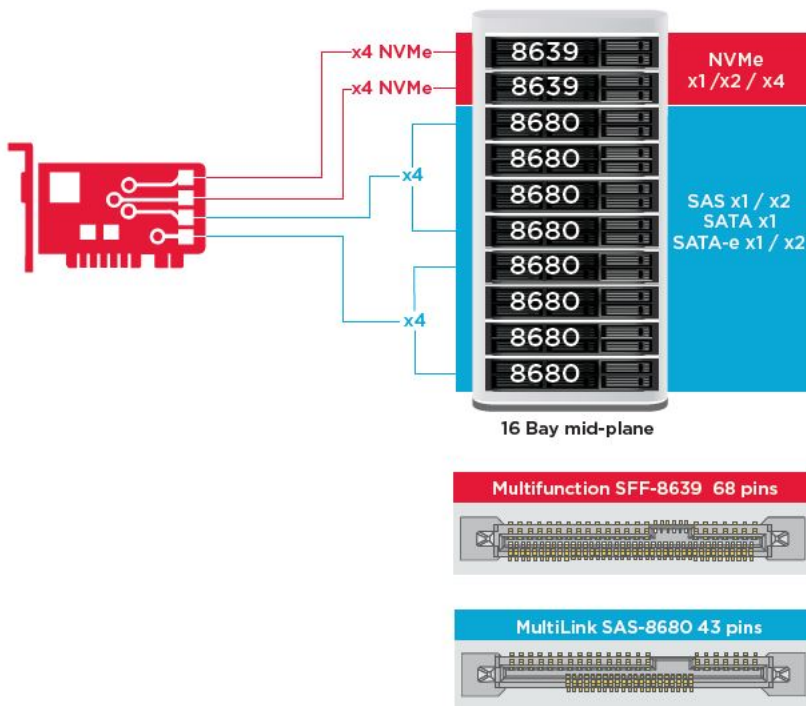 x4 NVMe
x4 NVMe
x4
x4
8639
8639
8680
8680
8680
8680
8680
8680
8680
8680
NVMe
x1 /x2 / x4
SAS x1 / x2
SATA x1
SATA-e x1 / x2
16 Bay mid-plane
Multifunction SFF-8639 68 pins
MultiLink SAS-8680 43 pins